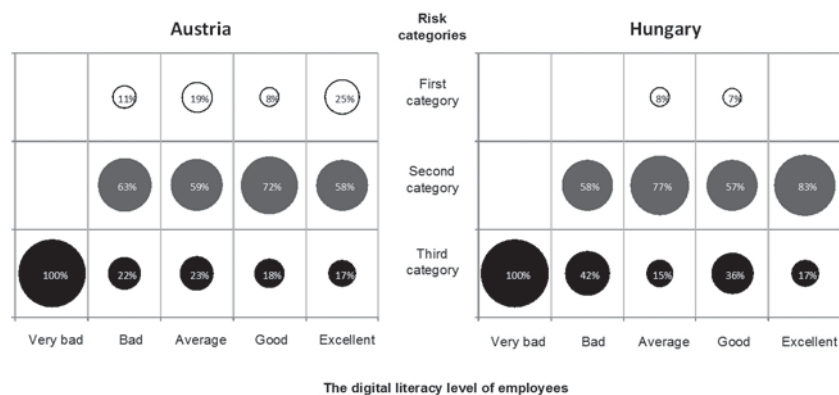 Austria
Risk
categories
Hungary
11%
19%
8%
25%
First
category
8%
7%
63%
59%
72%
58%
Second
category
58%
77%
57%
83%
100%
22%
23%
18%
17%
Third
category
100%
42%
15%
36%
17%
Very bad
Bad
Average
Good
Excellent
Very bad
Bad
Average
Good
Excellent
The digital literacy level of employees